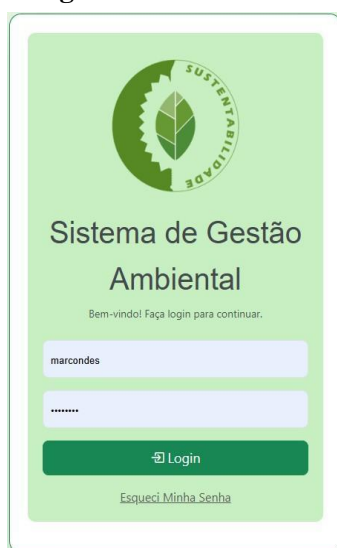 SUSTENTABILIDADE
Sistema de Gestão
Ambiental
Bem-vindo! Faça login para continuar.
marcondes
••••••••
Login
Esqueci Minha Senha